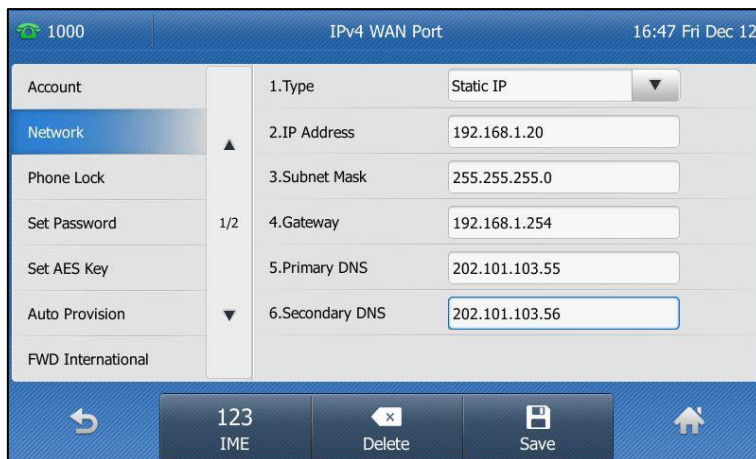 1000 IPv4 WAN Port 16:47 Fri Dec 12
Account 1.Type Static IP
Network 2.IP Address 192.168.1.20
Phone Lock 3.Subnet Mask 255.255.255.0
Set Password 1/2 4.Gateway 192.168.1.254
Set AES Key 5.Primary DNS 202.101.103.55
Auto Provision 6.Secondary DNS 202.101.103.56
FWD International
123
IME Delete Save